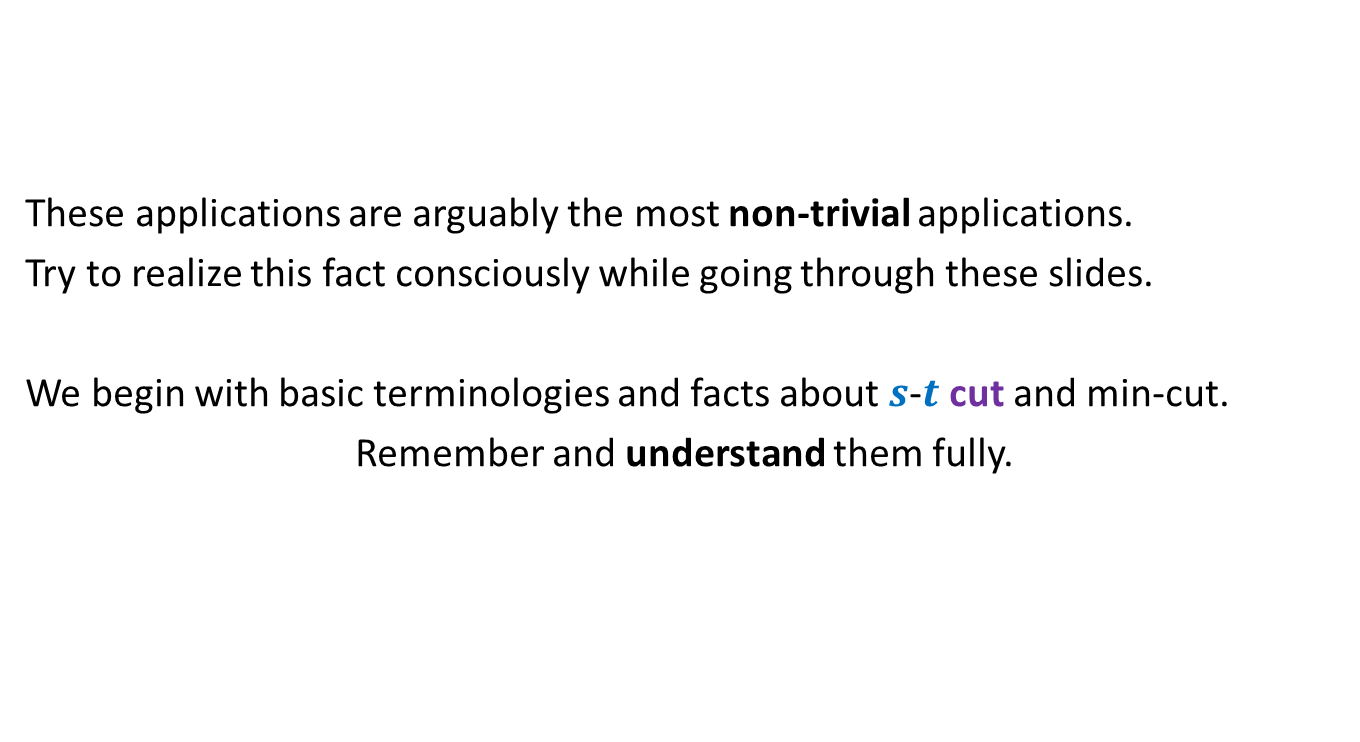 These applications are arguably the most non-trivial applications.
Try to realize this fact consciously while going through these slides.
We begin with basic terminologies and facts about s-t cut and min-cut.
Remember and understand them fully.